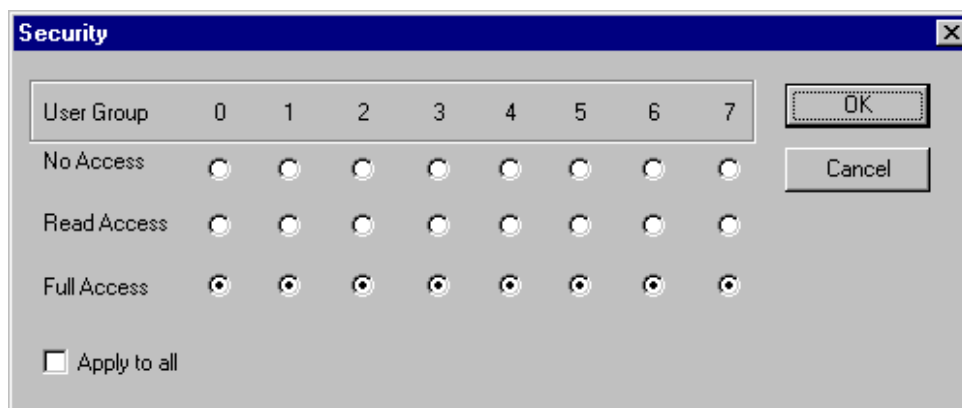 Security
User Group 0 1 2 3 4 5 6 7
OK
No Access
Cancel
Read Access
Full Access
Apply to all